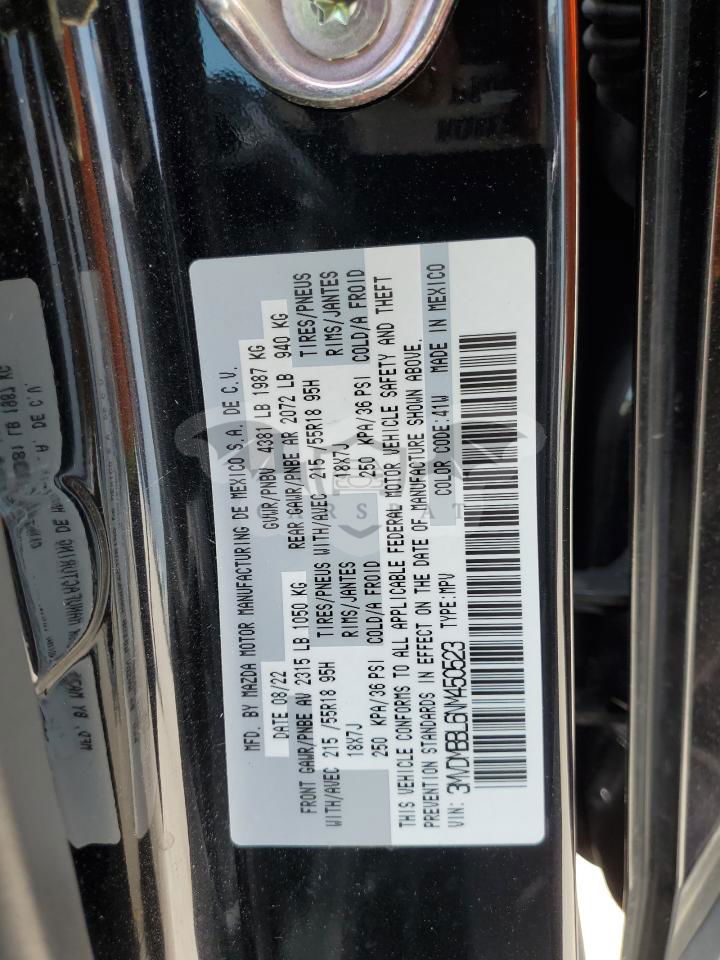 MFD. BY MAZDA MOTOR MANUFACTURING DE MEXICO S.A. DE C.V.
DATE 08/22 GVWR/PNBV 4381 LB 1987 KG
FRONT GAWR/PNBE AV 2315 LB 1050 KG REAR GAWR/PNBE AR 2072 LB 940 KG
WITH/AVEC 215 /55R18 95H TIRES/PNEUS WITH/AVEC 215 /55R18 95H TIRES/PNEUS
18X7J RIMS/JANTES 18X7J RIMS/JANTES
250 KPA/36 PSI COLD/A FROID 250 KPA/36 PSI COLD/A FROID
THIS VEHICLE CONFORMS TO ALL APPLICABLE FEDERAL MOTOR VEHICLE SAFETY AND THEFT
PREVENTION STANDARDS IN EFFECT ON THE DATE OF MANUFACTURE SHOWN ABOVE.
VIN: 3MVDMBBL6NM450523 TYPE:MPV COLOR CODE:41W MADE IN MEXICO